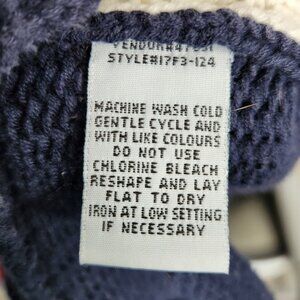 STYLE#17F3-124
MACHINE WASH COLD
GENTLE CYCLE AND
WITH LIKE COLOURS
DO NOT USE
CHLORINE BLEACH
RESHAPE AND LAY
FLAT TO DRY
IRON AT LOW SETTING
IF NECESSARY